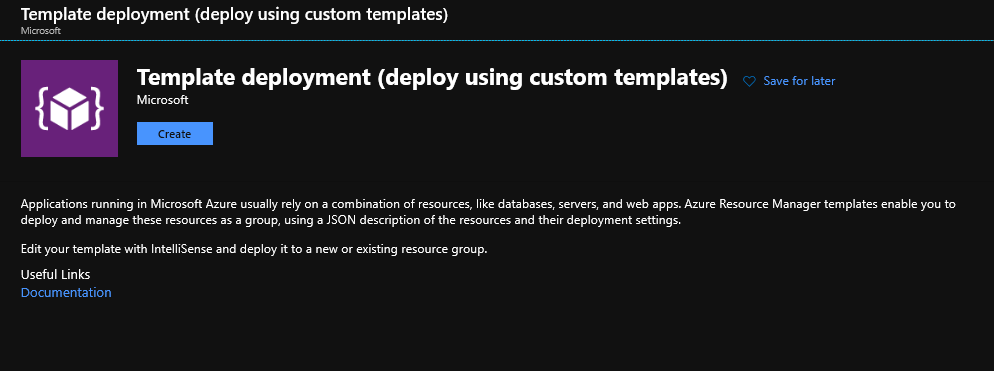 Template deployment (deploy using custom templates)
Microsoft
Template deployment (deploy using custom templates)
Save for later
Microsoft
Create
Applications running in Microsoft Azure usually rely on a combination of resources, like databases, servers, and web apps. Azure Resource Manager templates enable you to
deploy and manage these resources as a group, using a JSON description of the resources and their deployment settings.
Edit your template with IntelliSense and deploy it to a new or existing resource group.
Useful Links
Documentation